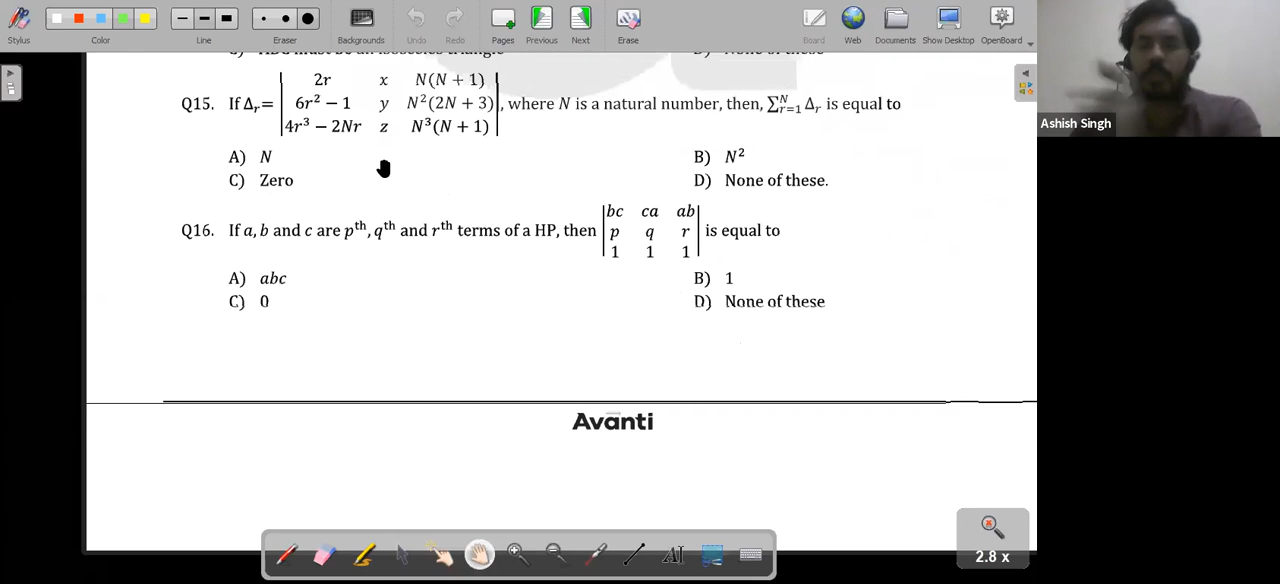 Stylus
Color
Line
Eraser
Backgrounds
Undo
Redo
Pages
Previous
Next
Erase
Board
Web
Documents
Show Desktop
OpenBoard
Q15. If Δᵣ= | 2r x N(N + 1) |
| 6r² − 1 y N²(2N + 3) | , where N is a natural number, then, ∑ᵣ₌₁ᴺ Δᵣ is equal to
| 4r³ − 2Nr z N³(N + 1) |
A) N B) N²
C) Zero D) None of these.
Q16. If a, b and c are pᵗʰ, qᵗʰ and rᵗʰ terms of a HP, then | bc ca ab |
| p q r | is equal to
| 1 1 1 |
A) abc B) 1
C) 0 D) None of these
Avanti
Ashish Singh
2.8 x